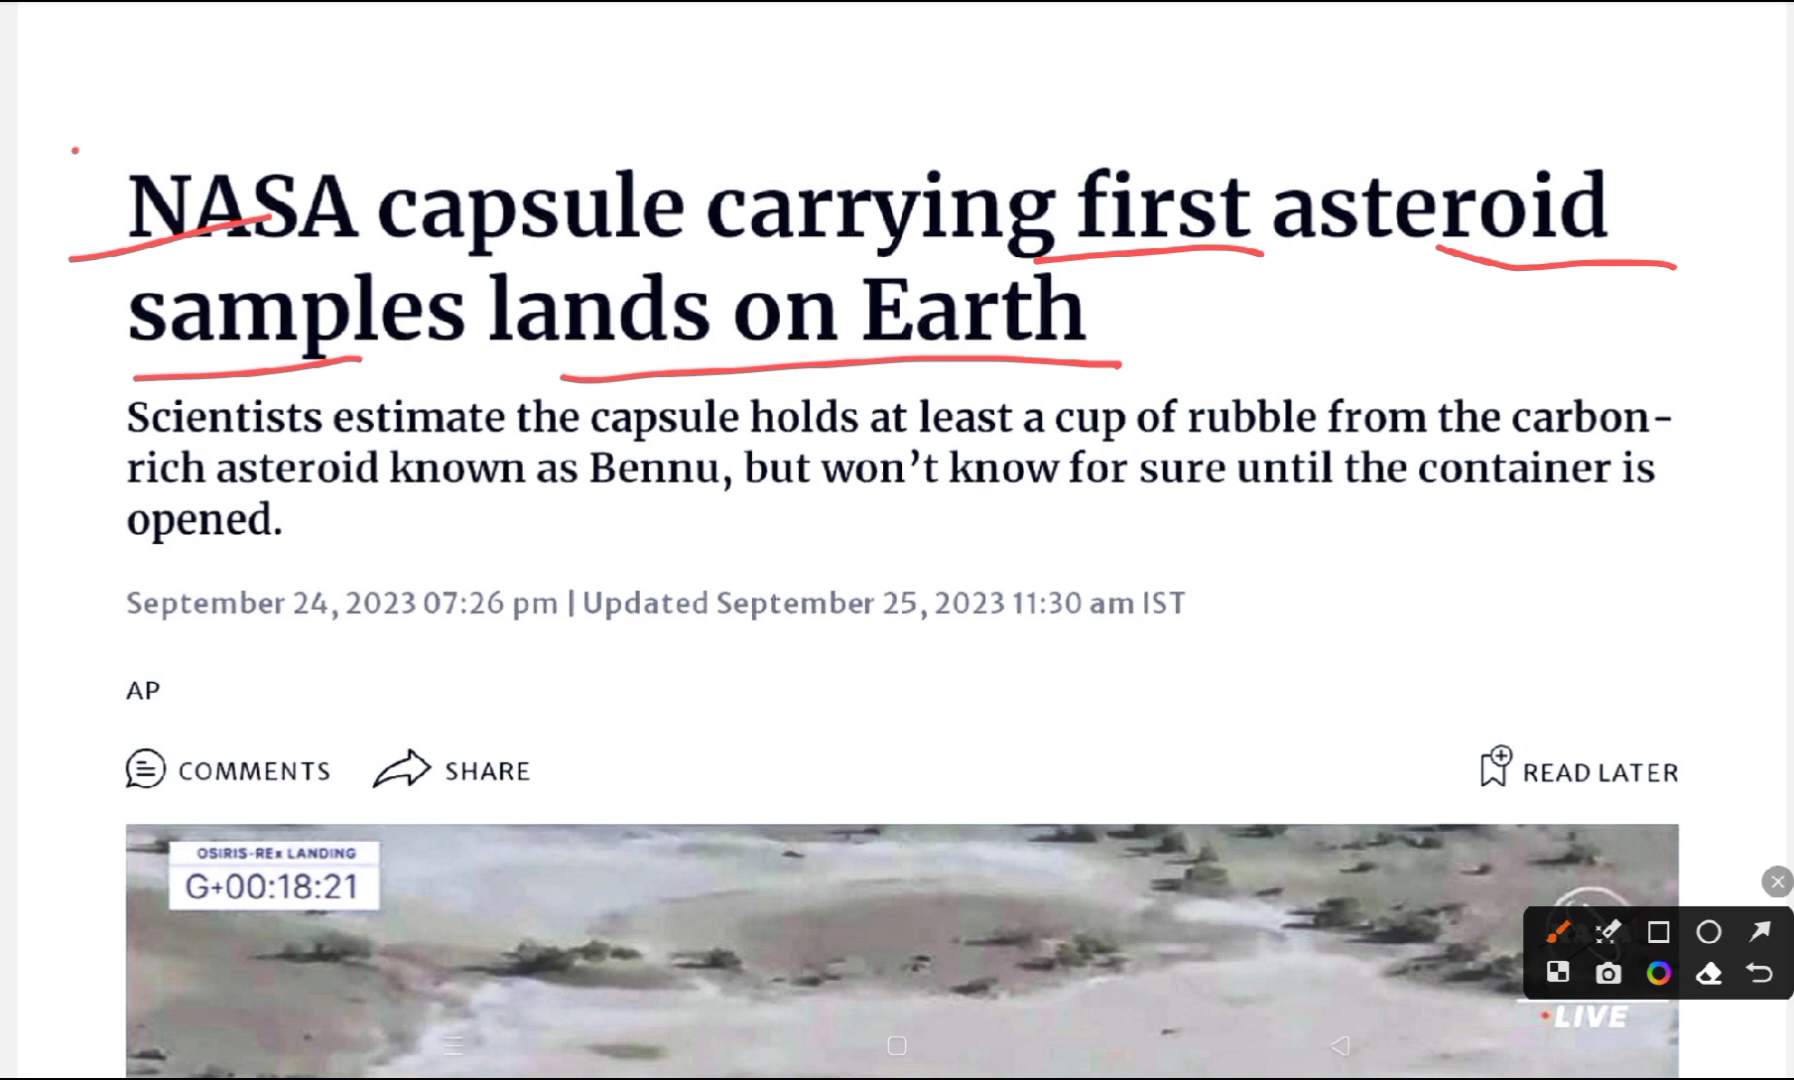 NASA capsule carrying first asteroid
samples lands on Earth
Scientists estimate the capsule holds at least a cup of rubble from the carbon-
rich asteroid known as Bennu, but won’t know for sure until the container is
opened.
September 24, 2023 07:26 pm | Updated September 25, 2023 11:30 am IST
AP
COMMENTS SHARE READ LATER
OSIRIS-REx LANDING
G+00:18:21
LIVE